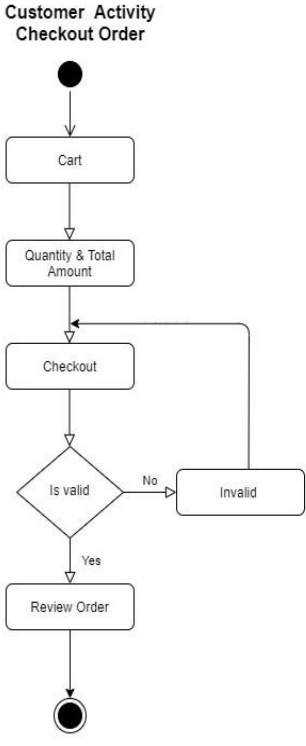 Customer Activity
Checkout Order
Cart
Quantity & Total
Amount
Checkout
Is valid
No
Invalid
Yes
Review Order